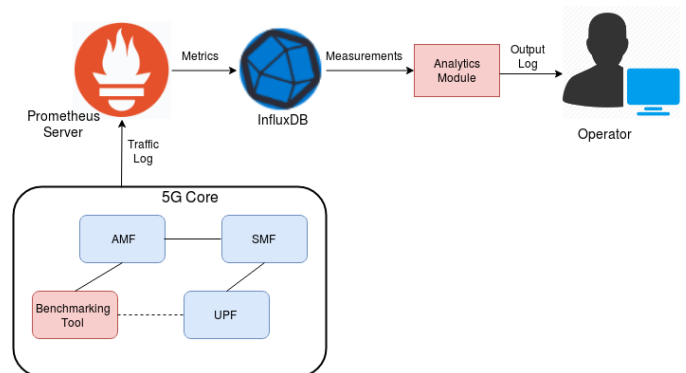 Metrics
Measurements
Analytics
Module
Output
Log
Prometheus
Server
InfluxDB
Operator
Traffic
Log
5G Core
AMF
SMF
Benchmarking
Tool
UPF